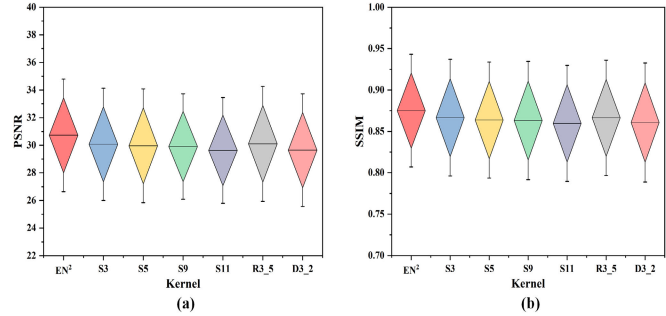 40
38
36
34
32
30
28
26
24
22
PSNR
EN² S3 S5 S9 S11 R3_5 D3_2
Kernel
(a)
1.00
0.95
0.90
0.85
0.80
0.75
0.70
SSIM
EN² S3 S5 S9 S11 R3_5 D3_2
Kernel
(b)